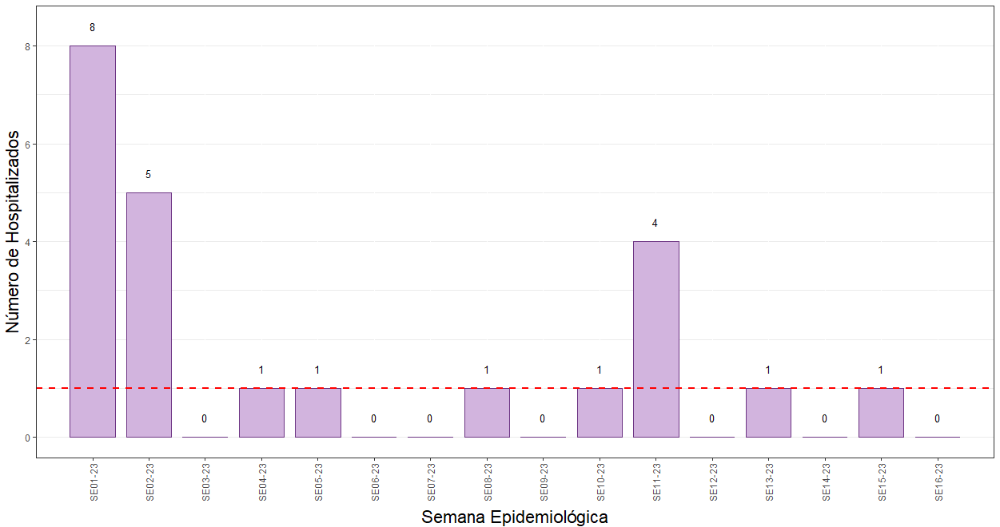 Número de Hospitalizados
8
6
4
2
0
8
5
0
1
1
0
0
1
0
1
4
0
1
0
1
0
SE01-23
SE02-23
SE03-23
SE04-23
SE05-23
SE06-23
SE07-23
SE08-23
SE09-23
SE10-23
SE11-23
SE12-23
SE13-23
SE14-23
SE15-23
SE16-23
Semana Epidemiológica